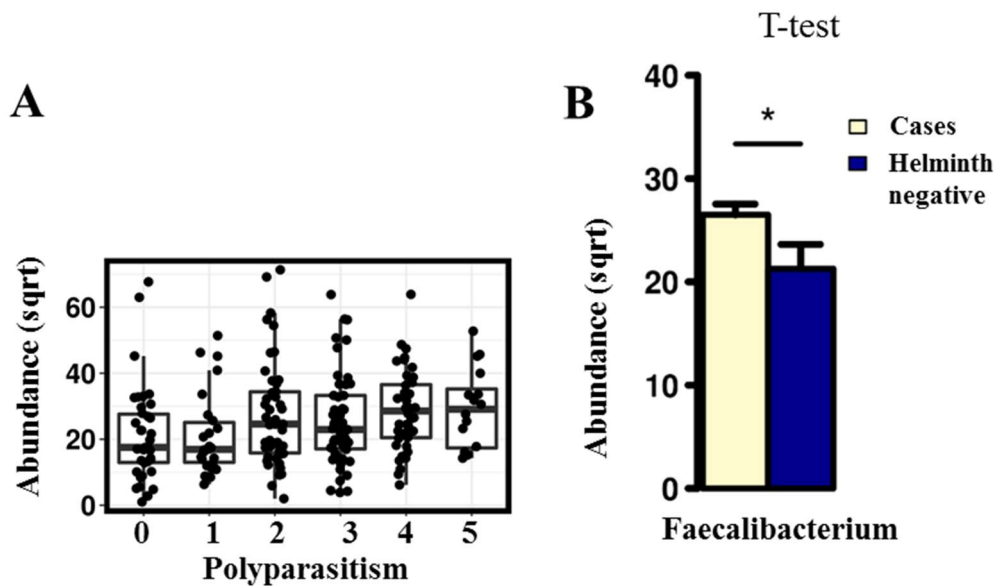 A
Abundance (sqrt)
60
40
20
0
0 1 2 3 4 5
Polyparasitism
T-test
B
Abundance (sqrt)
40
30
20
10
0
*
Cases
Helminth
negative
Faecalibacterium